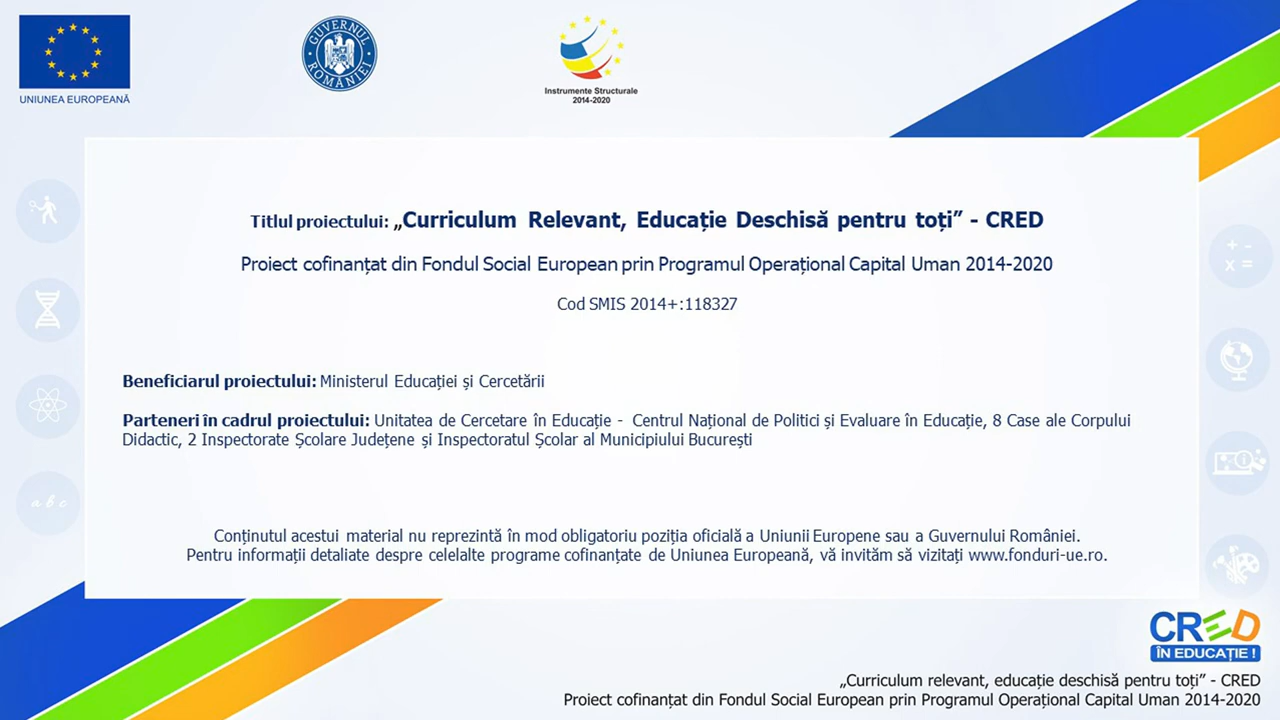 UNIUNEA EUROPEANĂ
GUVERNUL ROMÂNIEI
Instrumente Structurale
2014-2020
Titlul proiectului: „Curriculum Relevant, Educație Deschisă pentru toți” - CRED
Proiect cofinanțat din Fondul Social European prin Programul Operațional Capital Uman 2014-2020
Cod SMIS 2014+:118327
Beneficiarul proiectului: Ministerul Educației și Cercetării
Parteneri în cadrul proiectului: Unitatea de Cercetare în Educație - Centrul Național de Politici și Evaluare în Educație, 8 Case ale Corpului
Didactic, 2 Inspectorate Școlare Județene și Inspectoratul Școlar al Municipiului București
+ -
x =
a b c
Conținutul acestui material nu reprezintă în mod obligatoriu poziția oficială a Uniunii Europene sau a Guvernului României.
Pentru informații detaliate despre celelalte programe cofinanțate de Uniunea Europeană, vă invităm să vizitați www.fonduri-ue.ro.
CRED
ÎN EDUCAȚIE !
„Curriculum relevant, educație deschisă pentru toți” - CRED
Proiect cofinanțat din Fondul Social European prin Programul Operațional Capital Uman 2014-2020